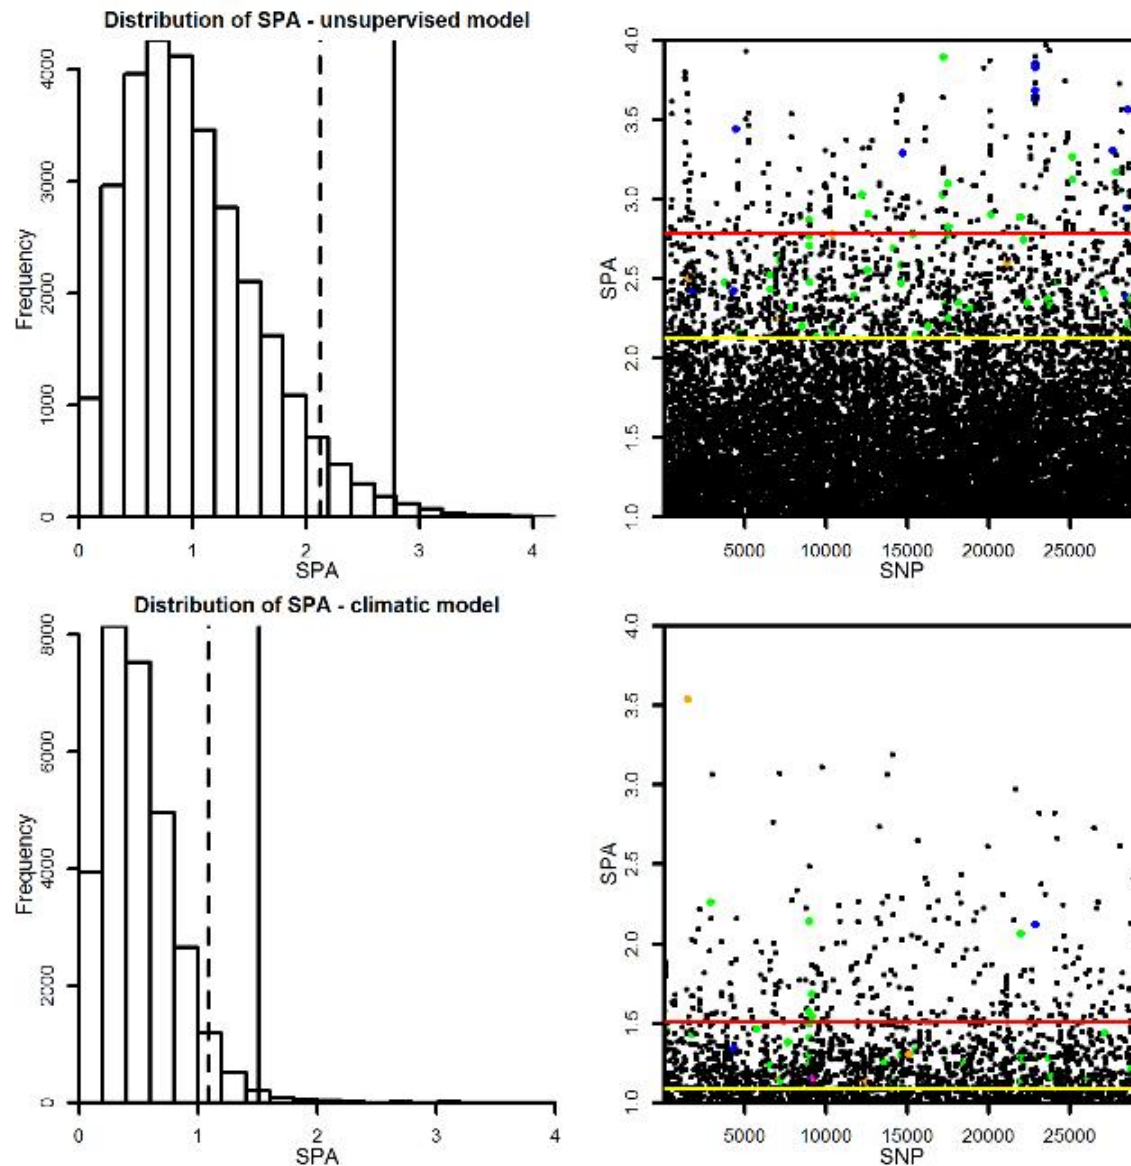 Distribution of SPA - unsupervised model
Frequency
0 1000 2000 3000 4000
0 1 2 3 4
SPA
SPA
1.0 1.5 2.0 2.5 3.0 3.5 4.0
5000 10000 15000 20000 25000
SNP
Distribution of SPA - climatic model
Frequency
0 2000 4000 6000 8000
0 1 2 3 4
SPA
SPA
1.0 1.5 2.0 2.5 3.0 3.5 4.0
5000 10000 15000 20000 25000
SNP